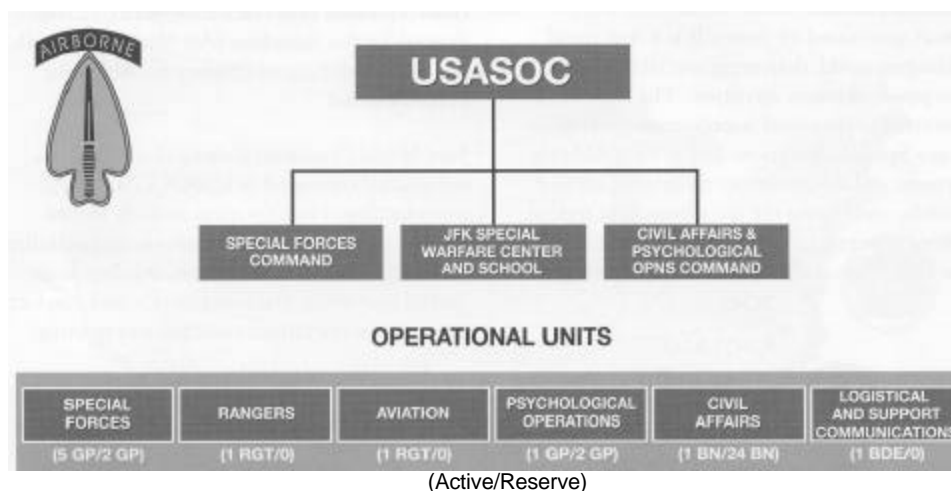 AIRBORNE
USASOC
SPECIAL FORCES
COMMAND
JFK SPECIAL
WARFARE CENTER
AND SCHOOL
CIVIL AFFAIRS &
PSYCHOLOGICAL
OPNS COMMAND
OPERATIONAL UNITS
SPECIAL
FORCES
(5 GP/2 GP)
RANGERS
(1 RGT/0)
AVIATION
(1 RGT/0)
PSYCHOLOGICAL
OPERATIONS
(1 GP/2 GP)
CIVIL
AFFAIRS
(1 BN/24 BN)
LOGISTICAL
AND SUPPORT
COMMUNICATIONS
(1 BDE/0)
(Active/Reserve)